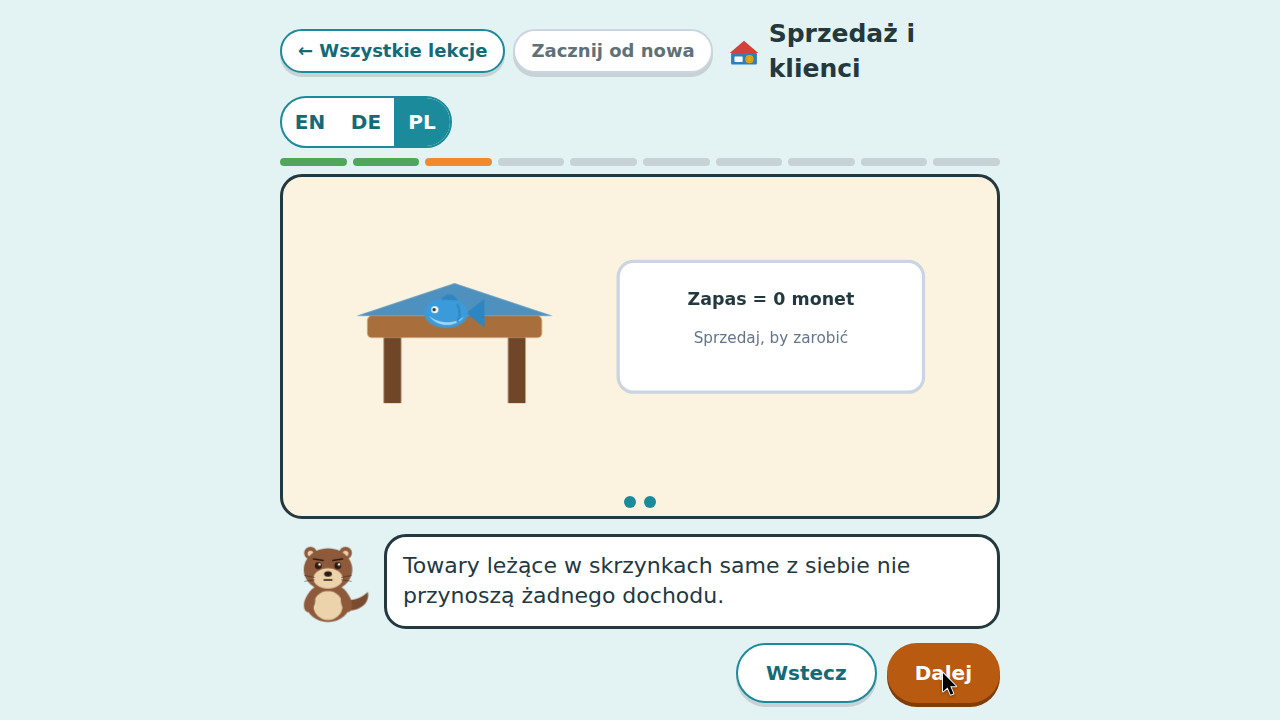 ← Wszystkie lekcje
Zacznij od nowa
Sprzedaż i
klienci
EN DE PL
Zapas = 0 monet
Sprzedaj, by zarobić
Towary leżące w skrzynkach same z siebie nie
przynoszą żadnego dochodu.
Wstecz
Dalej